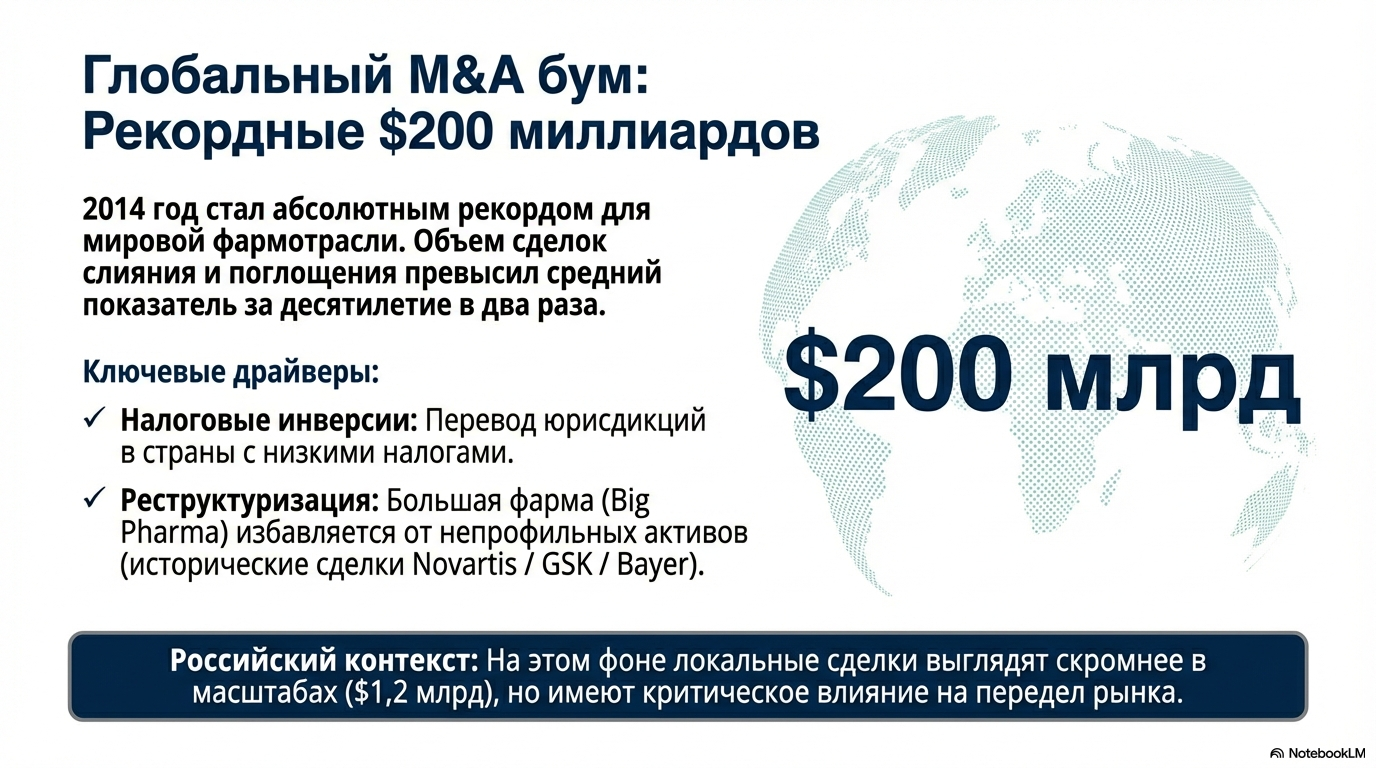 Глобальный M&A бум:
Рекордные $200 миллиардов
2014 год стал абсолютным рекордом для
мировой фармотрасли. Объем сделок
слияния и поглощения превысил средний
показатель за десятилетие в два раза.
Ключевые драйверы:
✓ Налоговые инверсии: Перевод юрисдикций
в страны с низкими налогами.
✓ Реструктуризация: Большая фарма (Big
Pharma) избавляется от непрофильных активов
(исторические сделки Novartis / GSK / Bayer).
$200 млрд
Российский контекст: На этом фоне локальные сделки выглядят скромнее в
масштабах ($1,2 млрд), но имеют критическое влияние на передел рынка.
NotebookLM